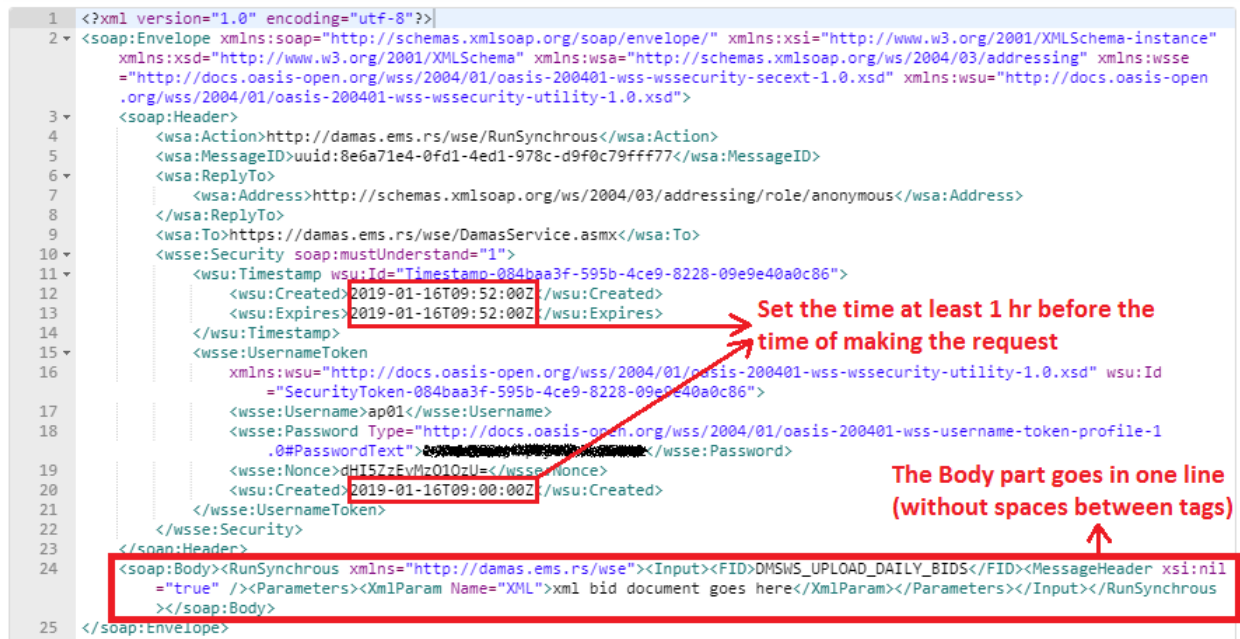 1 <?xml version="1.0" encoding="utf-8"?>
2 <soap:Envelope xmlns:soap="http://schemas.xmlsoap.org/soap/envelope/" xmlns:xsi="http://www.w3.org/2001/XMLSchema-instance"
xmlns:xsd="http://www.w3.org/2001/XMLSchema" xmlns:wsa="http://schemas.xmlsoap.org/ws/2004/03/addressing" xmlns:wsse
="http://docs.oasis-open.org/wss/2004/01/oasis-200401-wss-wssecurity-secext-1.0.xsd" xmlns:wsu="http://docs.oasis-open
.org/wss/2004/01/oasis-200401-wss-wssecurity-utility-1.0.xsd">
3 <soap:Header>
4 <wsa:Action>http://damas.ems.rs/wse/RunSynchrous</wsa:Action>
5 <wsa:MessageID>uuid:8e6a71e4-0fd1-4ed1-978c-d9f0c79fff77</wsa:MessageID>
6 <wsa:ReplyTo>
7 <wsa:Address>http://schemas.xmlsoap.org/ws/2004/03/addressing/role/anonymous</wsa:Address>
8 </wsa:ReplyTo>
9 <wsa:To>https://damas.ems.rs/wse/DamasService.asmx</wsa:To>
10 <wsse:Security soap:mustUnderstand="1">
11 <wsu:Timestamp wsu:Id="Timestamp-084baa3f-595b-4ce9-8228-09e9e40a0c86">
12 <wsu:Created>2019-01-16T09:52:00Z</wsu:Created>
13 <wsu:Expires>2019-01-16T09:52:00Z</wsu:Expires>
Set the time at least 1 hr before the
time of making the request
14 </wsu:Timestamp>
15 <wsse:UsernameToken
16 xmlns:wsu="http://docs.oasis-open.org/wss/2004/01/oasis-200401-wss-wssecurity-utility-1.0.xsd" wsu:Id
="SecurityToken-084baa3f-595b-4ce9-8228-09e9e40a0c86">
17 <wsse:Username>ap01</wsse:Username>
18 <wsse:Password Type="http://docs.oasis-open.org/wss/2004/01/oasis-200401-wss-username-token-profile-1
.0#PasswordText"></wsse:Password>
19 <wsse:Nonce></wsse:Nonce>
20 <wsu:Created>2019-01-16T09:00:00Z</wsu:Created>
The Body part goes in one line
(without spaces between tags)
21 </wsse:UsernameToken>
22 </wsse:Security>
23 </soap:Header>
24 <soap:Body><RunSynchrous xmlns="http://damas.ems.rs/wse"><Input><FID>DMSWS_UPLOAD_DAILY_BIDS</FID><MessageHeader xsi:nil
="true" /><Parameters><XmlParam Name="XML">xml bid document goes here</XmlParam></Parameters></Input></RunSynchrous
></soap:Body>
25 </soap:Envelope>